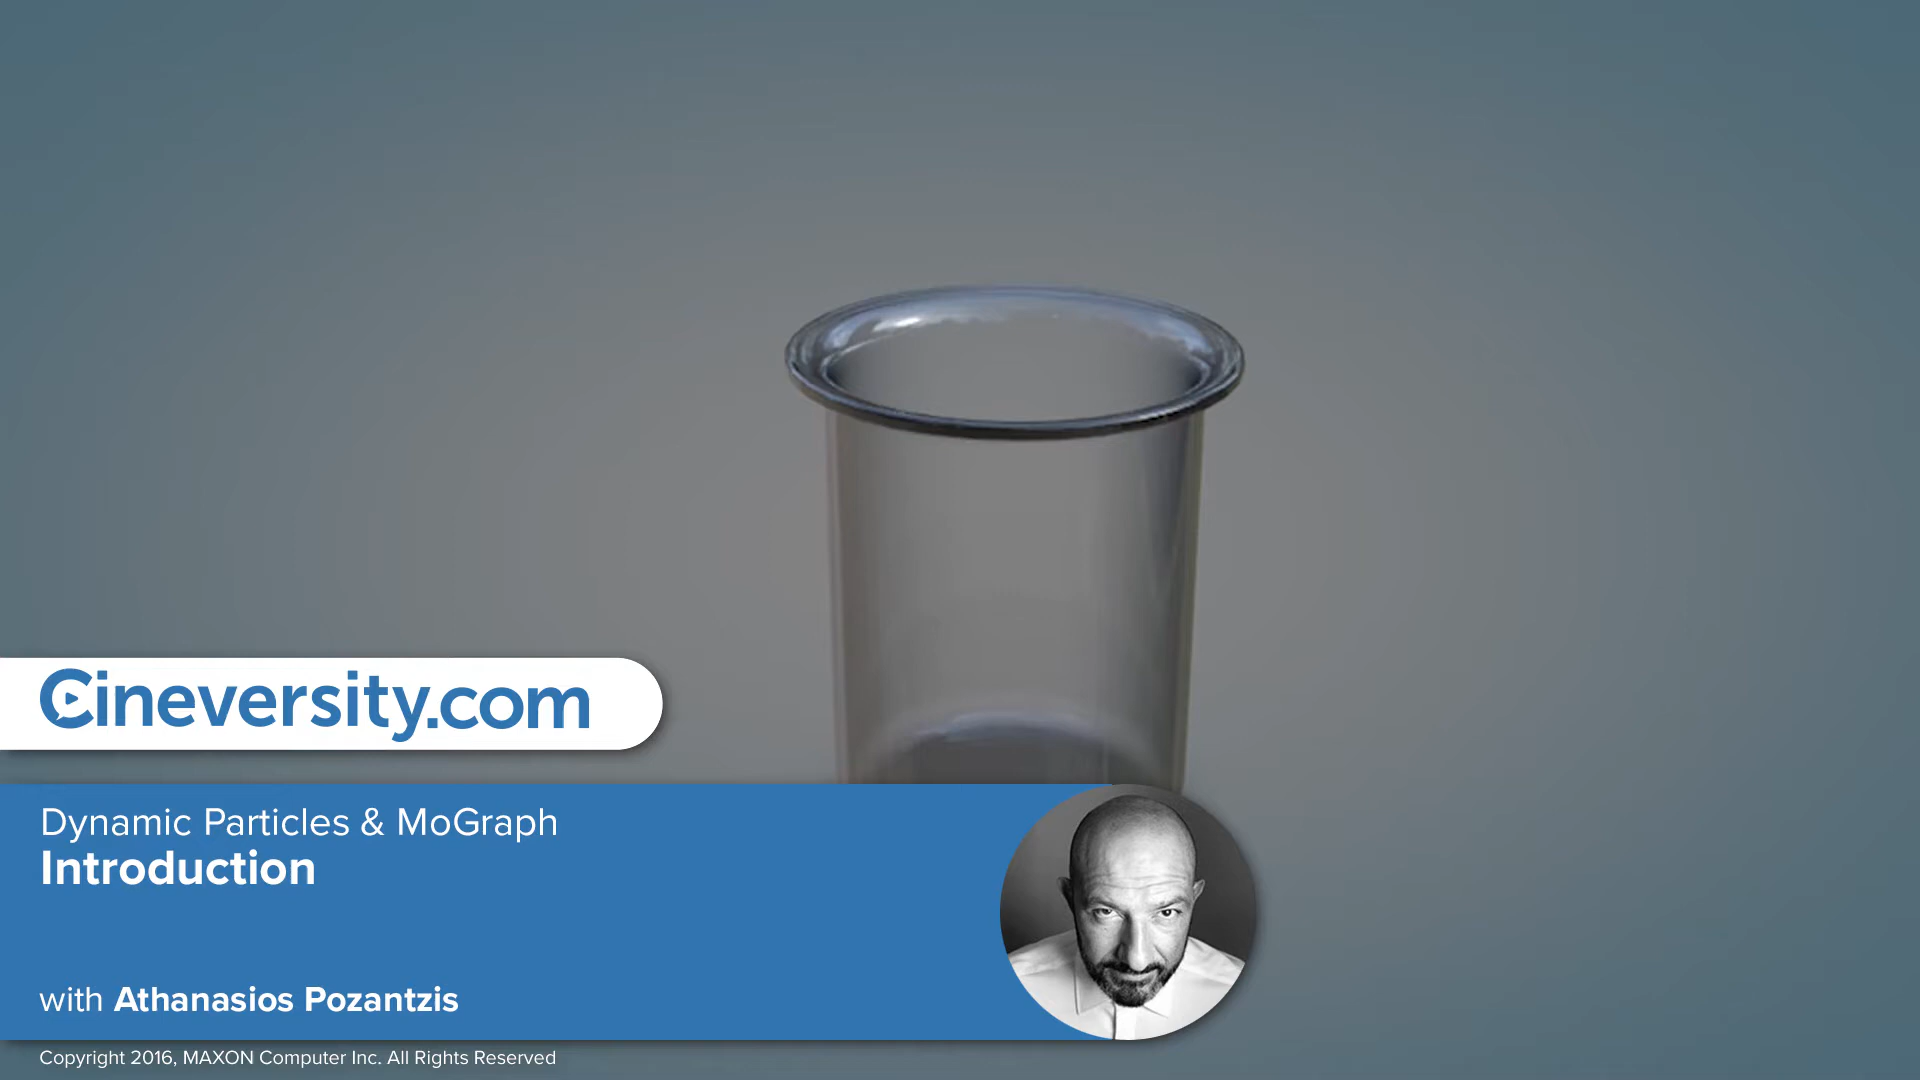 Cineversity.com
Dynamic Particles & MoGraph
Introduction
with Athanasios Pozantzis
Copyright 2016, MAXON Computer Inc. All Rights Reserved